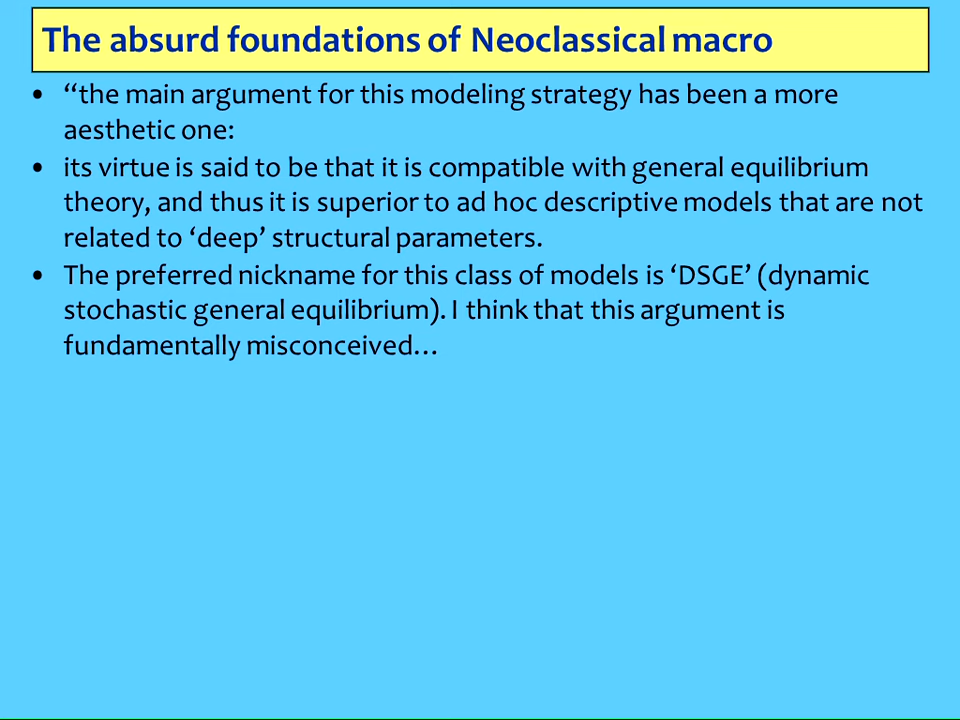 The absurd foundations of Neoclassical macro
• “the main argument for this modeling strategy has been a more
aesthetic one:
• its virtue is said to be that it is compatible with general equilibrium
theory, and thus it is superior to ad hoc descriptive models that are not
related to ‘deep’ structural parameters.
• The preferred nickname for this class of models is ‘DSGE’ (dynamic
stochastic general equilibrium). I think that this argument is
fundamentally misconceived…